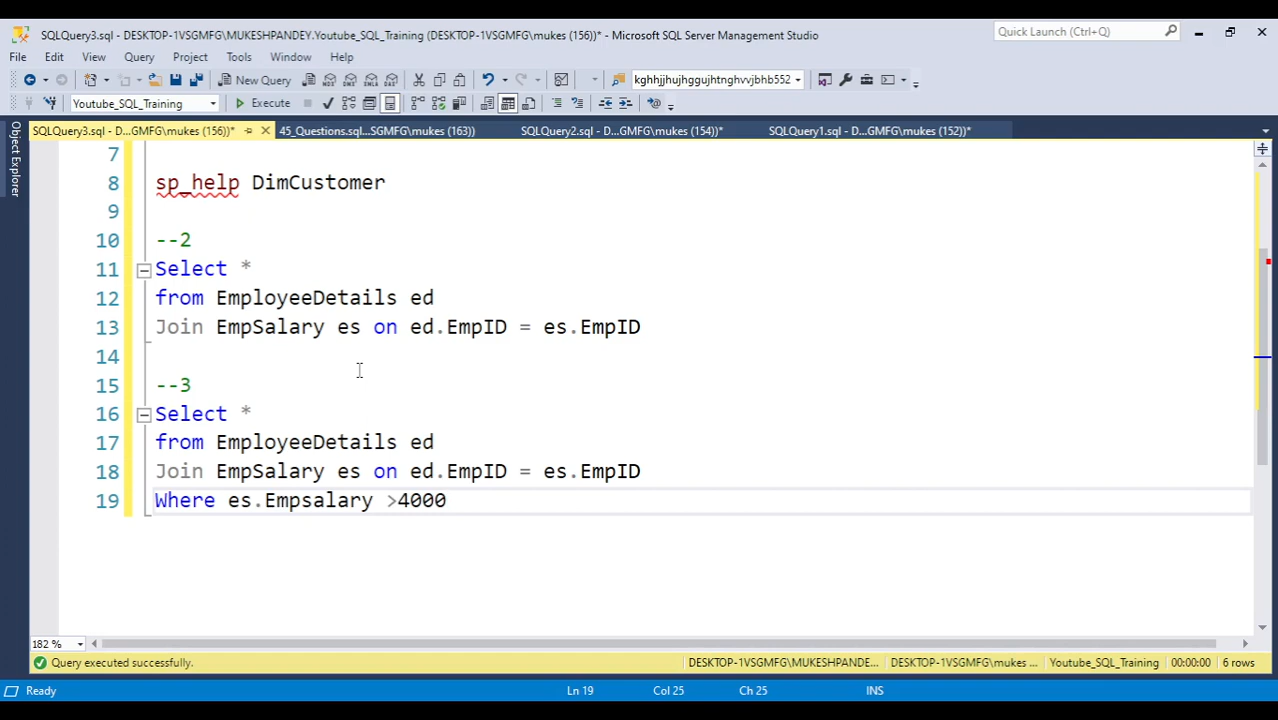 SQLQuery3.sql - DESKTOP-1VSGMFG\MUKESHPANDEY.Youtube_SQL_Training (DESKTOP-1VSGMFG\mukes (156))* - Microsoft SQL Server Management Studio
Quick Launch (Ctrl+Q)
File Edit View Query Project Tools Window Help
New Query
kghhjjhujhggujhtnghvvjbhb552
Youtube_SQL_Training
Execute
SQLQuery3.sql - D...GMFG\mukes (156))*
45_Questions.sql...SGMFG\mukes (163))
SQLQuery2.sql - D...GMFG\mukes (154))*
SQLQuery1.sql - D...GMFG\mukes (152))*
Object Explorer
7
8 sp_help DimCustomer
9
10 --2
11 Select *
12 from EmployeeDetails ed
13 Join EmpSalary es on ed.EmpID = es.EmpID
14
15 --3
16 Select *
17 from EmployeeDetails ed
18 Join EmpSalary es on ed.EmpID = es.EmpID
19 Where es.Empsalary >4000
182 %
Query executed successfully.
DESKTOP-1VSGMFG\MUKESHPANDE... DESKTOP-1VSGMFG\mukes ... Youtube_SQL_Training 00:00:00 6 rows
Ready Ln 19 Col 25 Ch 25 INS